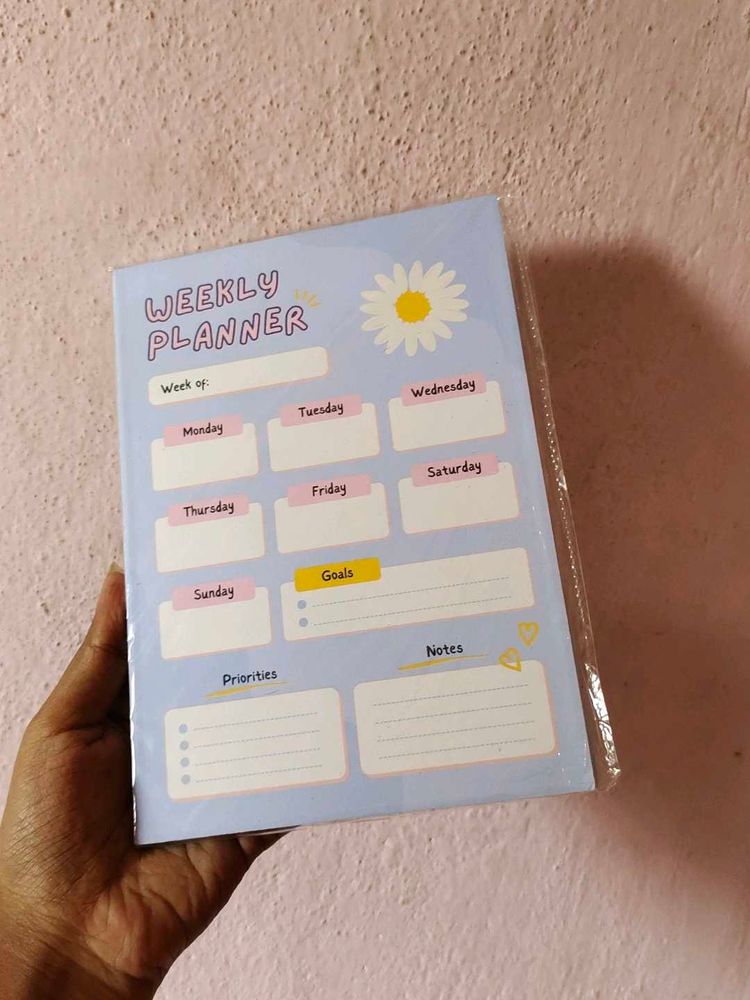 WEEKLY
PLANNER
Week of:
Monday
Tuesday
Wednesday
Thursday
Friday
Saturday
Sunday
Goals
Priorities
Notes